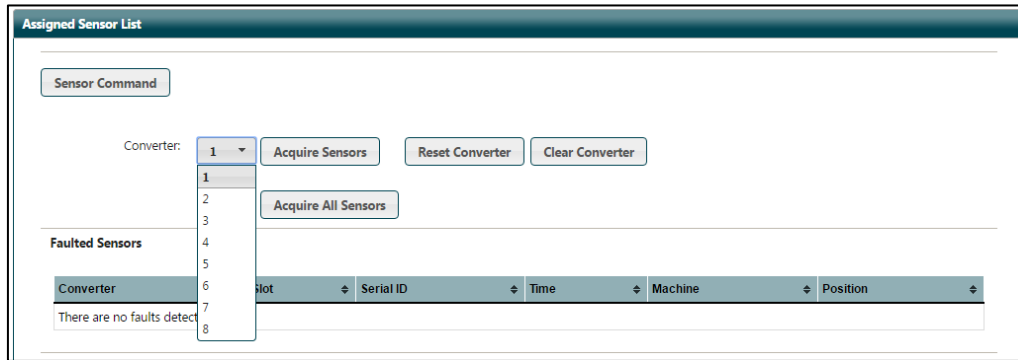 Assigned Sensor List
Sensor Command
Converter: 1 Acquire Sensors Reset Converter Clear Converter
1
2
Acquire All Sensors
3
Faulted Sensors
4
5
Converter 6 Slot Serial ID Time Machine Position
There are no faults detect
7
8